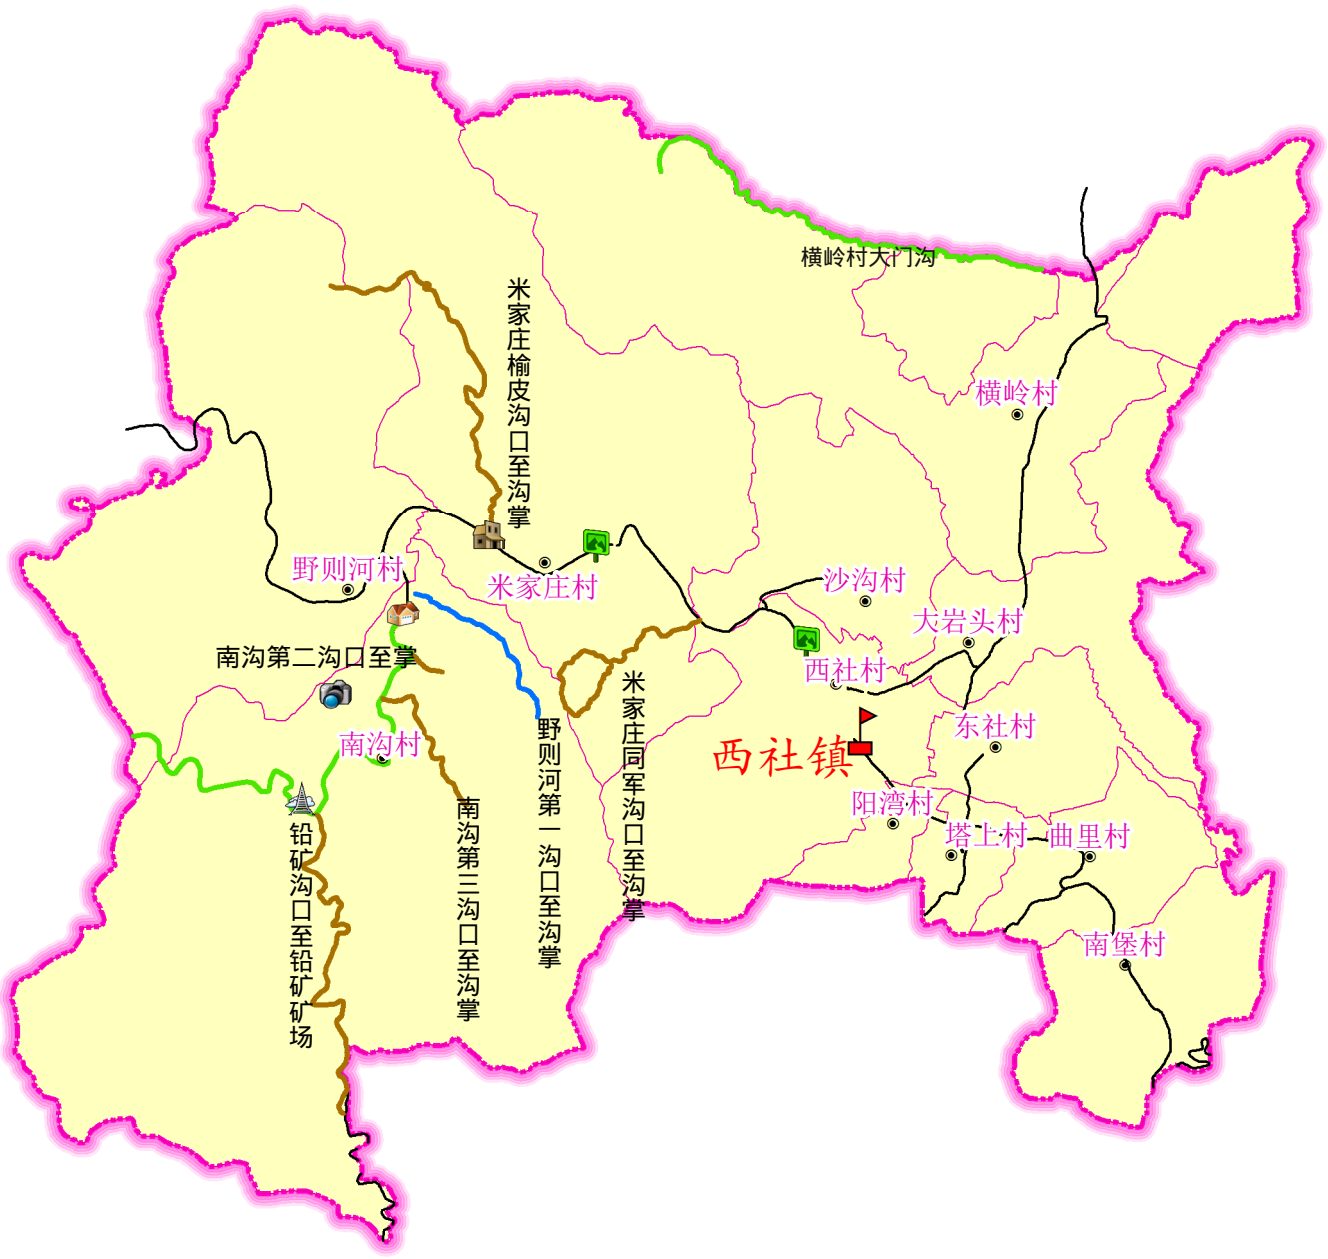 横岭村大门沟
米家庄榆皮沟口至沟掌
横岭村
野则河村
米家庄村
沙沟村
大岩头村
南沟第二沟口至掌
西社村
米家庄同军沟口至沟掌
东社村
野则河第一沟口至沟掌
南沟村
西社镇
阳湾村
南沟第三沟口至沟掌
铅矿沟口至铅矿矿场
塔上村
曲里村
南堡村